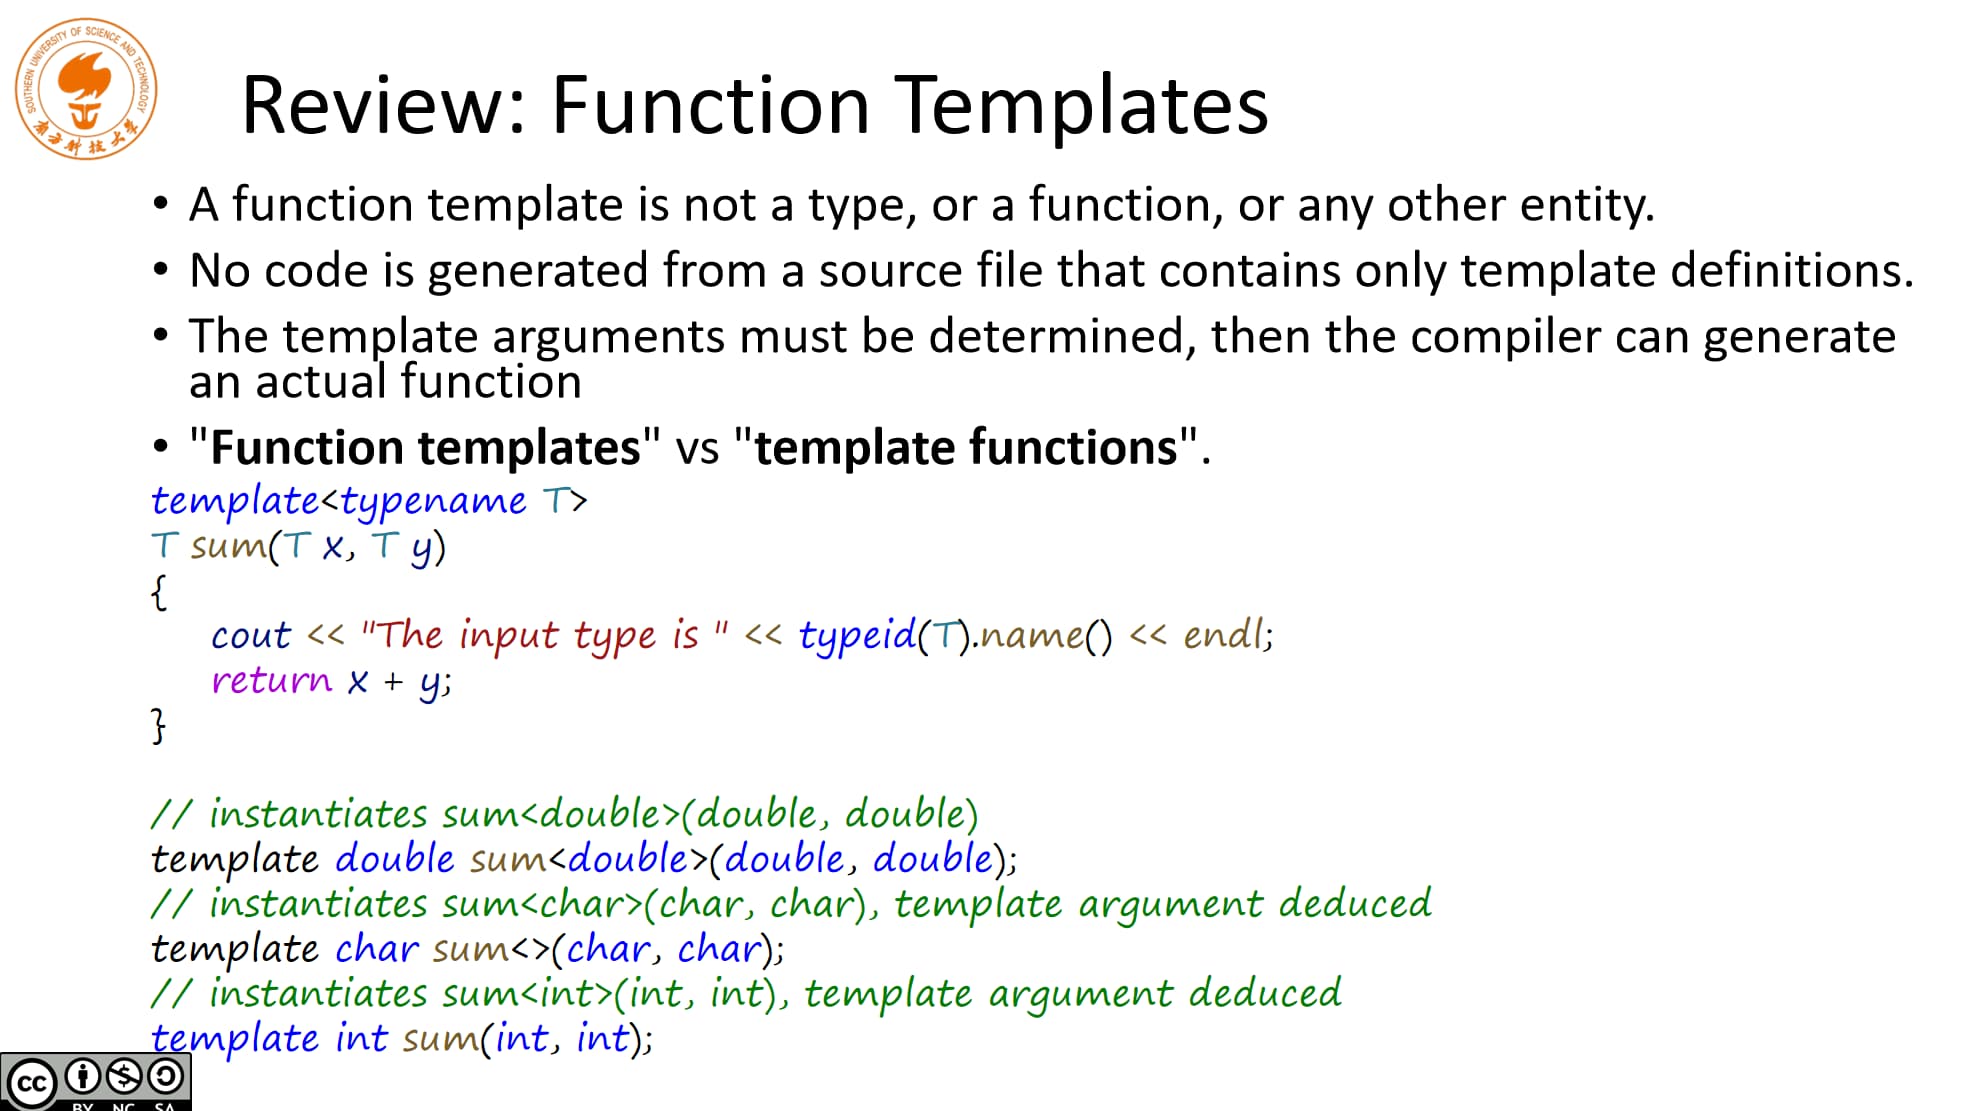 SOUTHERN UNIVERSITY OF SCIENCE AND TECHNOLOGY
南方科技大学
Review: Function Templates
• A function template is not a type, or a function, or any other entity.
• No code is generated from a source file that contains only template definitions.
• The template arguments must be determined, then the compiler can generate
an actual function
• "Function templates" vs "template functions".
template<typename T>
T sum(T x, T y)
{
cout << "The input type is " << typeid(T).name() << endl;
return x + y;
}
// instantiates sum<double>(double, double)
template double sum<double>(double, double);
// instantiates sum<char>(char, char), template argument deduced
template char sum<>(char, char);
// instantiates sum<int>(int, int), template argument deduced
template int sum(int, int);
cc
BY NC SA